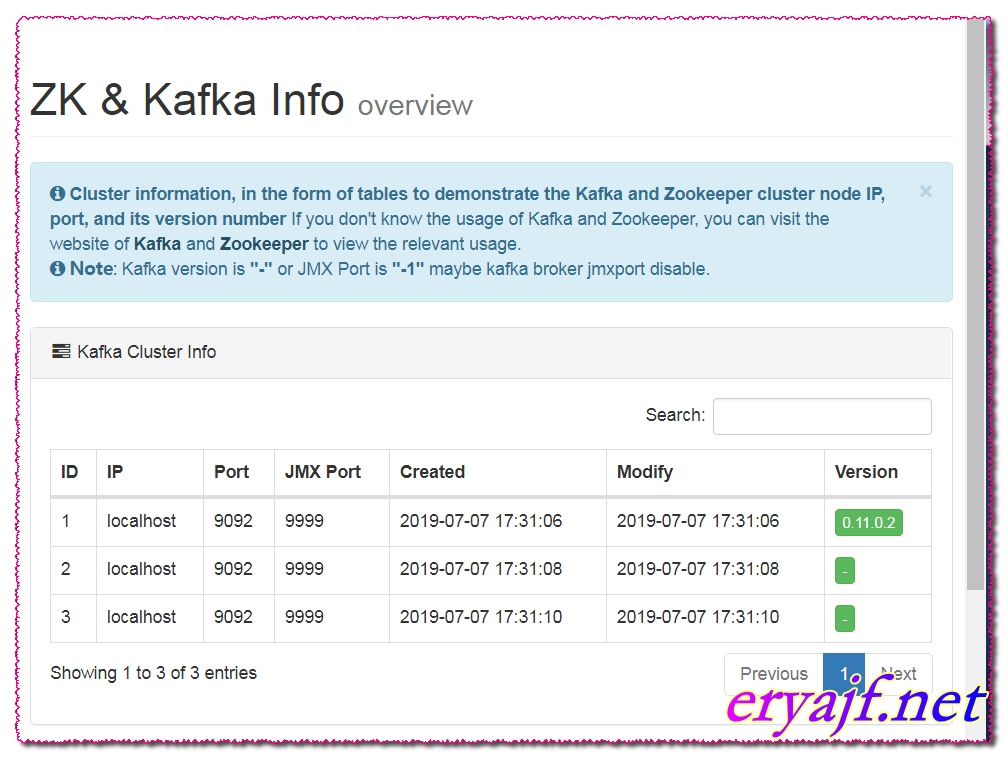 ZK & Kafka Info overview
Cluster information, in the form of tables to demonstrate the Kafka and Zookeeper cluster node IP,
port, and its version number If you don't know the usage of Kafka and Zookeeper, you can visit the
website of Kafka and Zookeeper to view the relevant usage.
Note: Kafka version is "-" or JMX Port is "-1" maybe kafka broker jmxport disable.
×
Kafka Cluster Info
Search:
ID IP Port JMX Port Created Modify Version
1 localhost 9092 9999 2019-07-07 17:31:06 2019-07-07 17:31:06 0.11.0.2
2 localhost 9092 9999 2019-07-07 17:31:08 2019-07-07 17:31:08 -
3 localhost 9092 9999 2019-07-07 17:31:10 2019-07-07 17:31:10 -
Showing 1 to 3 of 3 entries
Previous 1 Next
eryajf.net